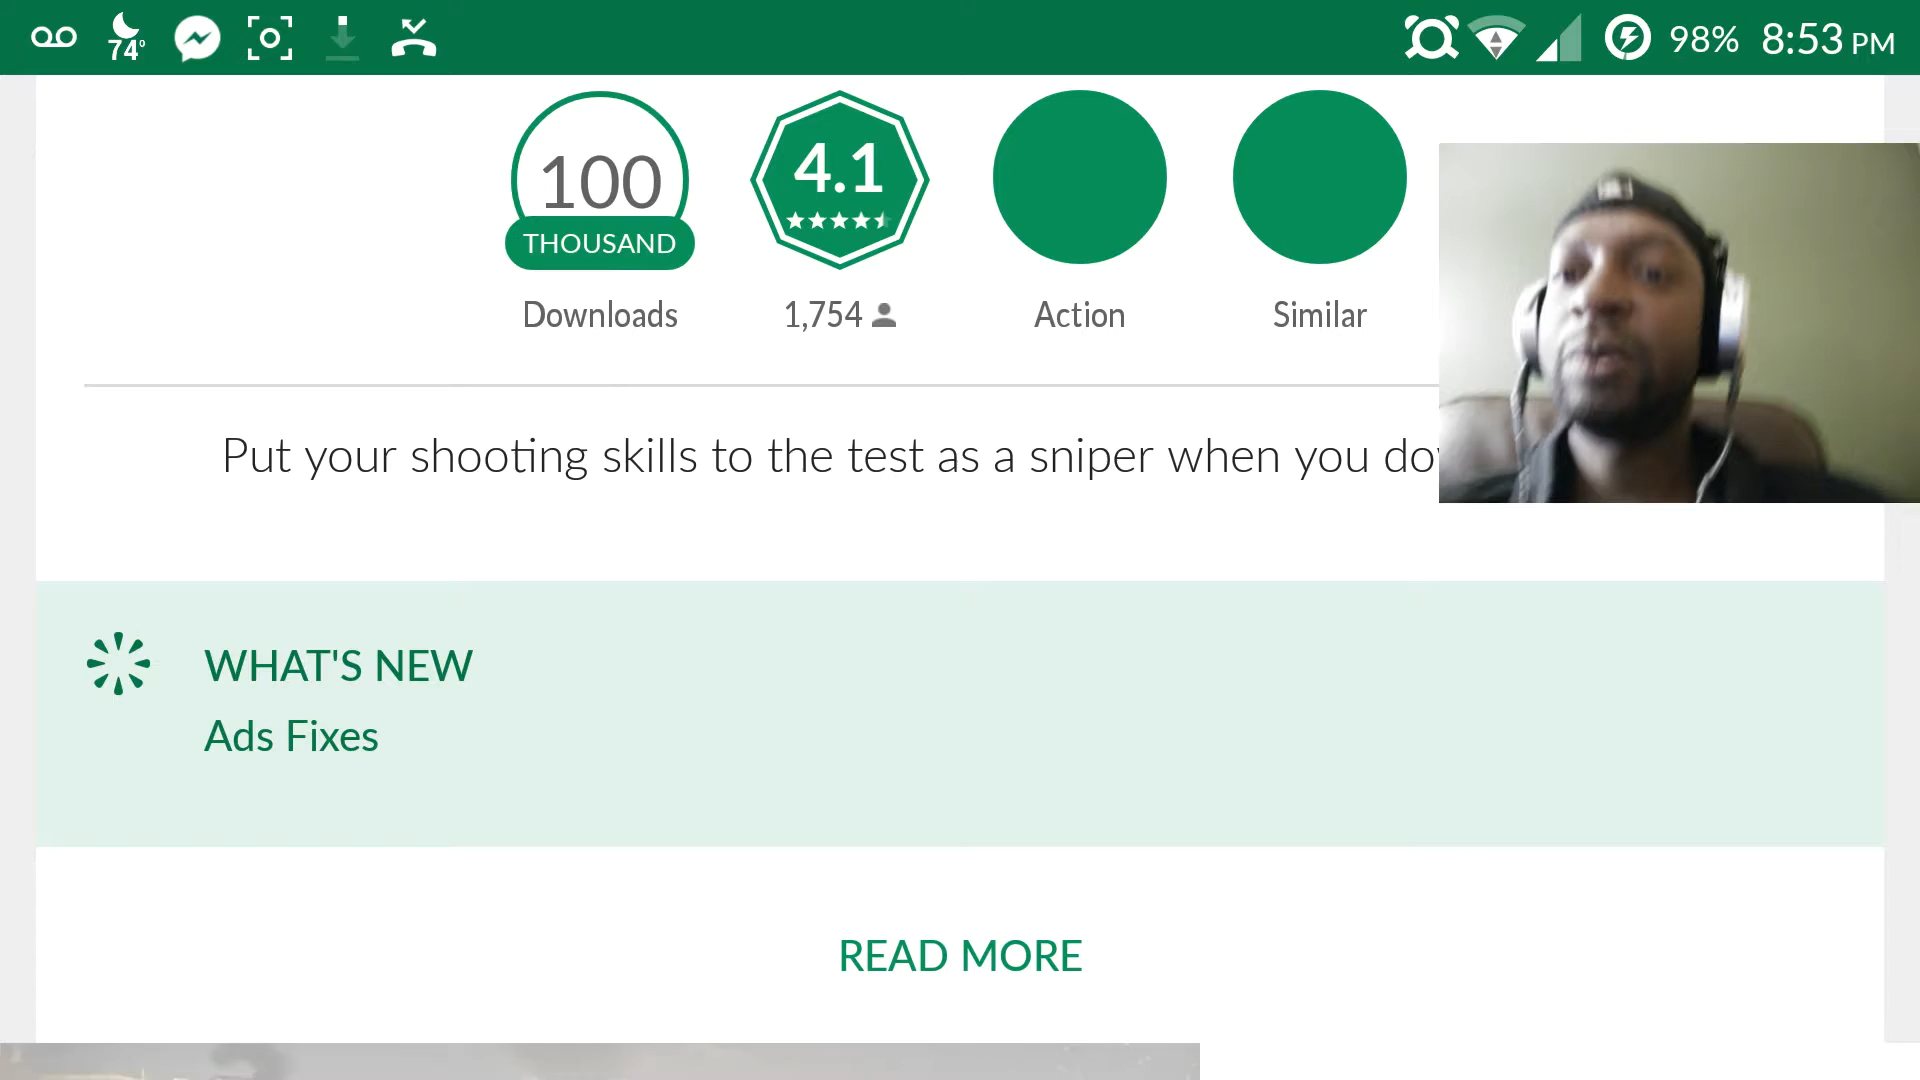 74°
98% 8:53 PM
100
THOUSAND
Downloads
4.1
1,754
Action
Similar
Put your shooting skills to the test as a sniper when you do
WHAT'S NEW
Ads Fixes
READ MORE